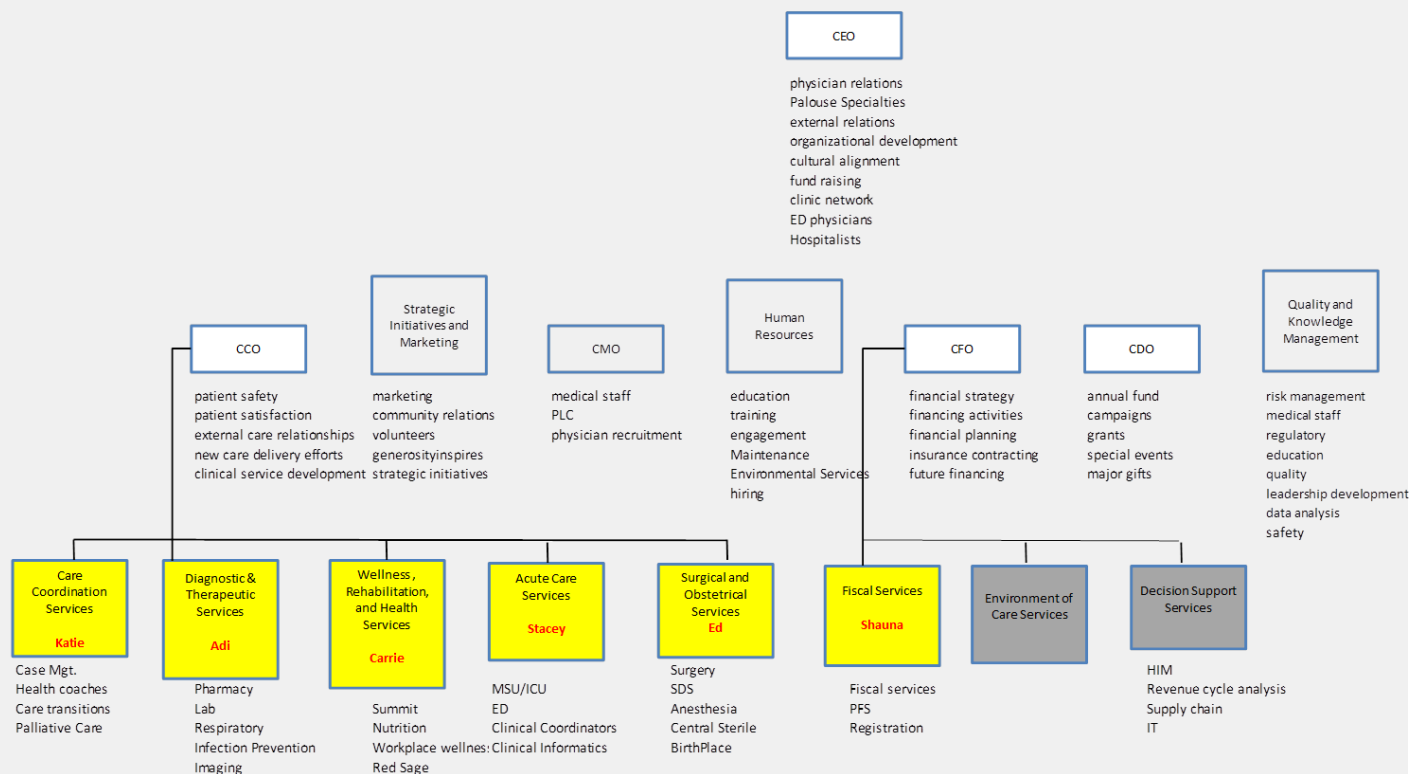 CEO
physician relations
Palouse Specialties
external relations
organizational development
cultural alignment
fund raising
clinic network
ED physicians
Hospitalists
CCO
patient safety
patient satisfaction
external care relationships
new care delivery efforts
clinical service development
Strategic
Initiatives and
Marketing
marketing
community relations
volunteers
generosityinspires
strategic initiatives
CMO
medical staff
PLC
physician recruitment
Human
Resources
education
training
engagement
Maintenance
Environmental Services
hiring
CFO
financial strategy
financing activities
financial planning
insurance contracting
future financing
CDO
annual fund
campaigns
grants
special events
major gifts
Quality and
Knowledge
Management
risk management
medical staff
regulatory
education
quality
leadership development
data analysis
safety
Care
Coordination
Services
Katie
Case Mgt.
Health coaches
Care transitions
Palliative Care
Diagnostic &
Therapeutic
Services
Adi
Pharmacy
Lab
Respiratory
Infection Prevention
Imaging
Wellness ,
Rehabilitation,
and Health
Services
Carrie
Summit
Nutrition
Workplace wellness
Red Sage
Acute Care
Services
Stacey
MSU/ICU
ED
Clinical Coordinators
Clinical Informatics
Surgical and
Obstetrical
Services
Ed
Surgery
SDS
Anesthesia
Central Sterile
BirthPlace
Fiscal Services
Shauna
Fiscal services
PFS
Registration
Environment of
Care Services
Decision Support
Services
HIM
Revenue cycle analysis
Supply chain
IT